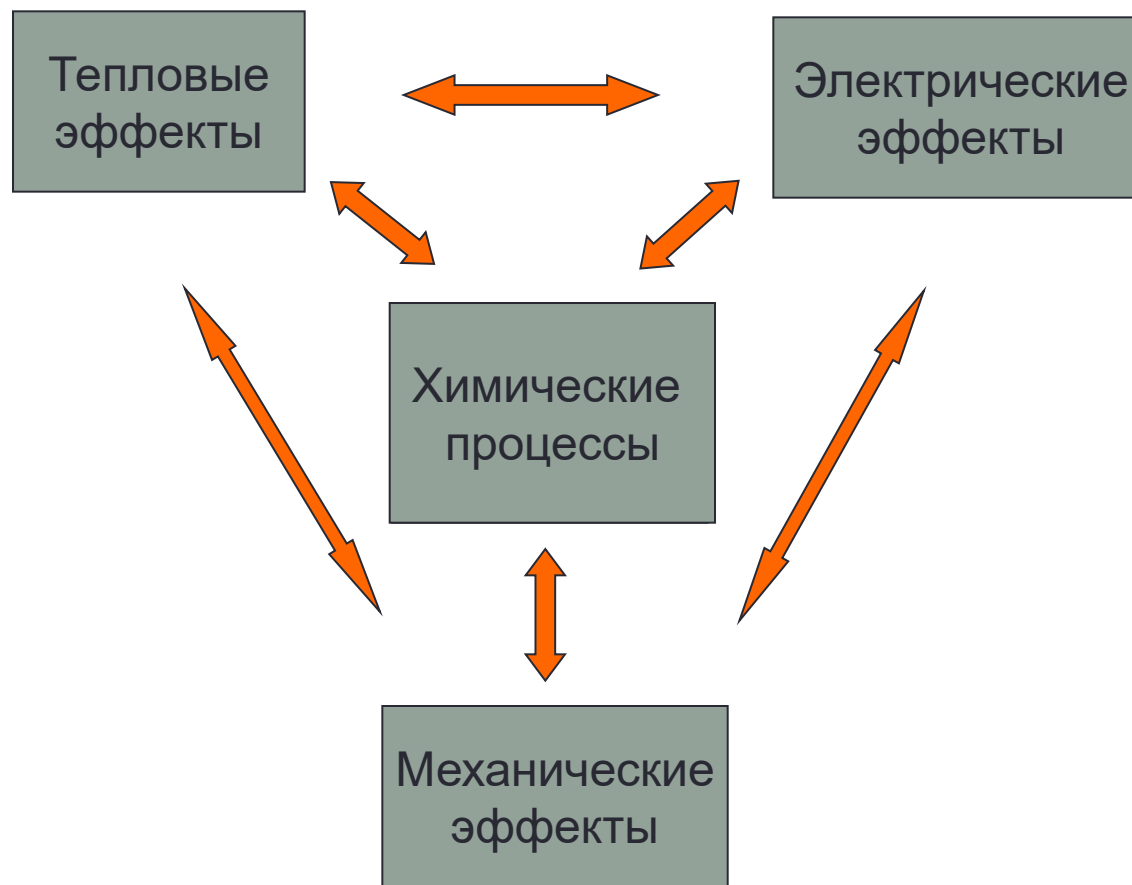 Тепловые
эффекты
Электрические
эффекты
Химические
процессы
Механические
эффекты